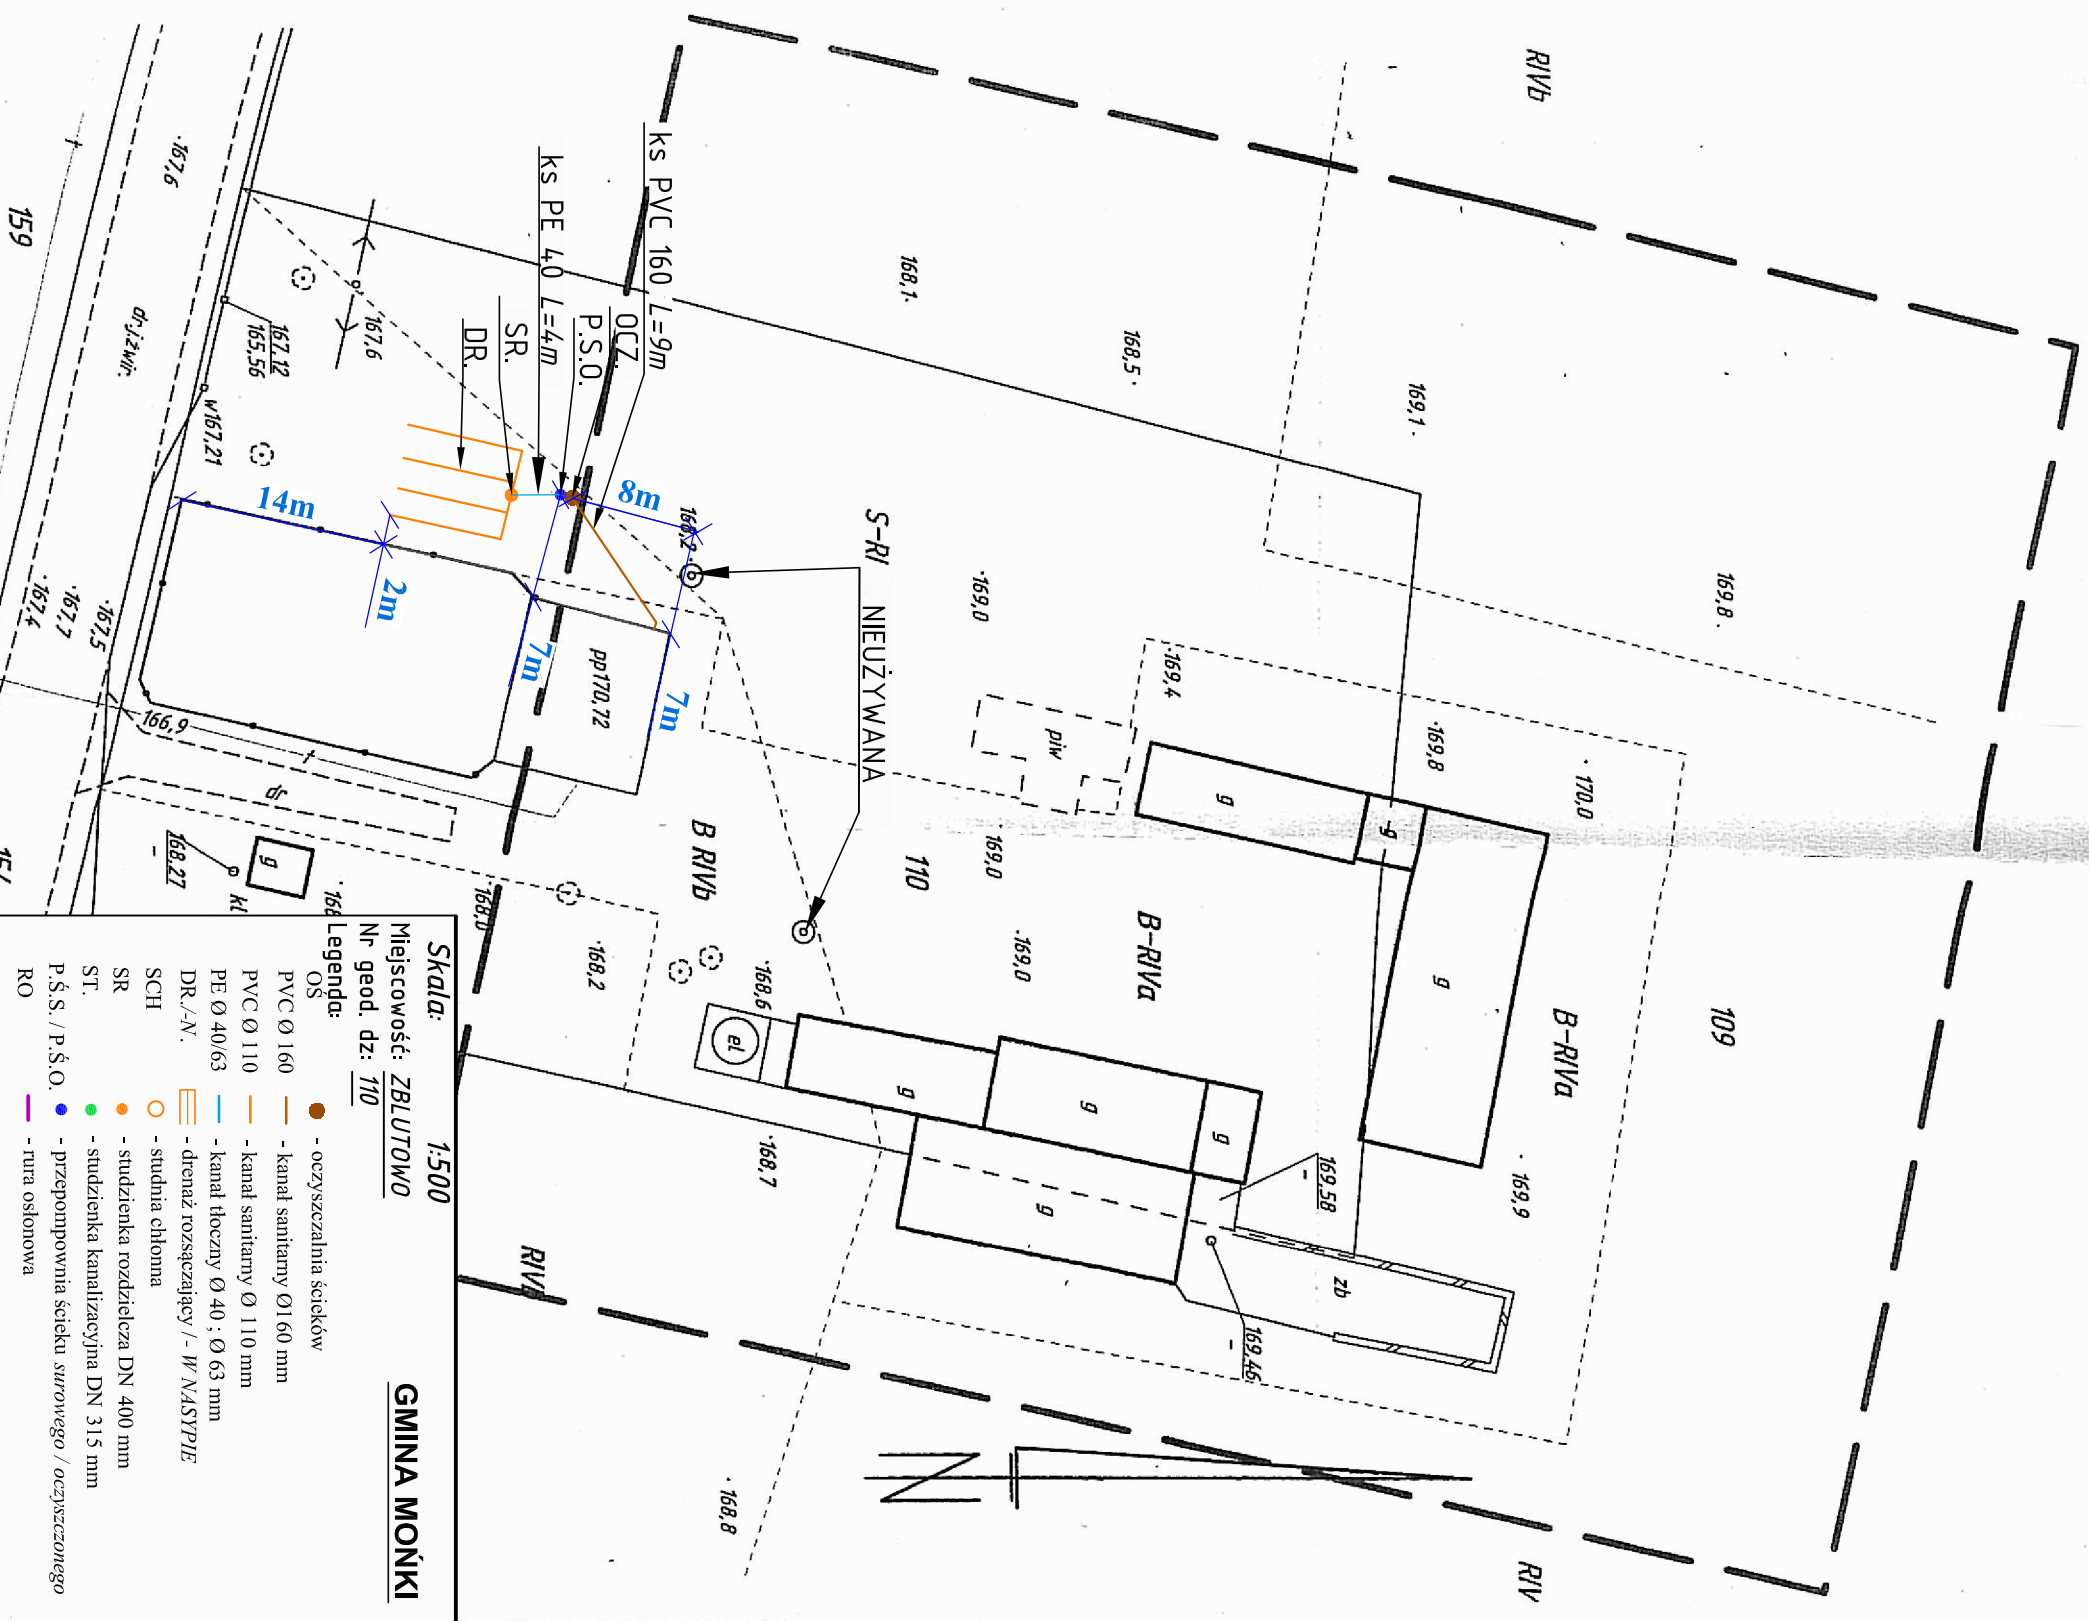 RIVb
159
·167,6
dr.j.żwir.
167,6
167,12
165,56
w167,21
ks PVC 160 L=9m
ks PE 40 L=4m
OCZ.
P.S.O.
SR.
DR.
14m
2m
8m
7m
7m
168,1·
168,5 ·
169,1 ·
169,8 ·
168,2 ·
S-RI
NIEUŻYWANA
·169,0
·169,4
·169,8
·170,0
piw
pp170,72
·167,5
·167,7
·167,4
166,9
dr
g
168,27
-
kł
·168
·168,0
·168,2
B RIVb
110
·169,0
·169,0
B-RIVa
B-RIVa
109
g
g
g
·168,6
el
g
g
g
g
·168,7
169,58
-
· 169,9
zb
169,46
-
RIVb
RIV
· 168,8
N
Skala: 1:500
Miejscowość: ZBLUTOWO
Nr geod. dz: 110
Legenda:
GMINA MOŃKI
OŚ - oczyszczalnia ścieków
PVC Ø 160 - kanał sanitarny Ø160 mm
PVC Ø 110 - kanał sanitarny Ø 110 mm
PE Ø 40/63 - kanał tłoczny Ø 40 ; Ø 63 mm
DR./-N. - drenaż rozsączający / - W NASYPIE
SCH - studnia chłonna
SR - studzienka rozdzielcza DN 400 mm
ST. - studzienka kanalizacyjna DN 315 mm
P.Ś.S. / P.Ś.O. - przepompownia ścieku surowego / oczyszczonego
RO - rura osłonowa